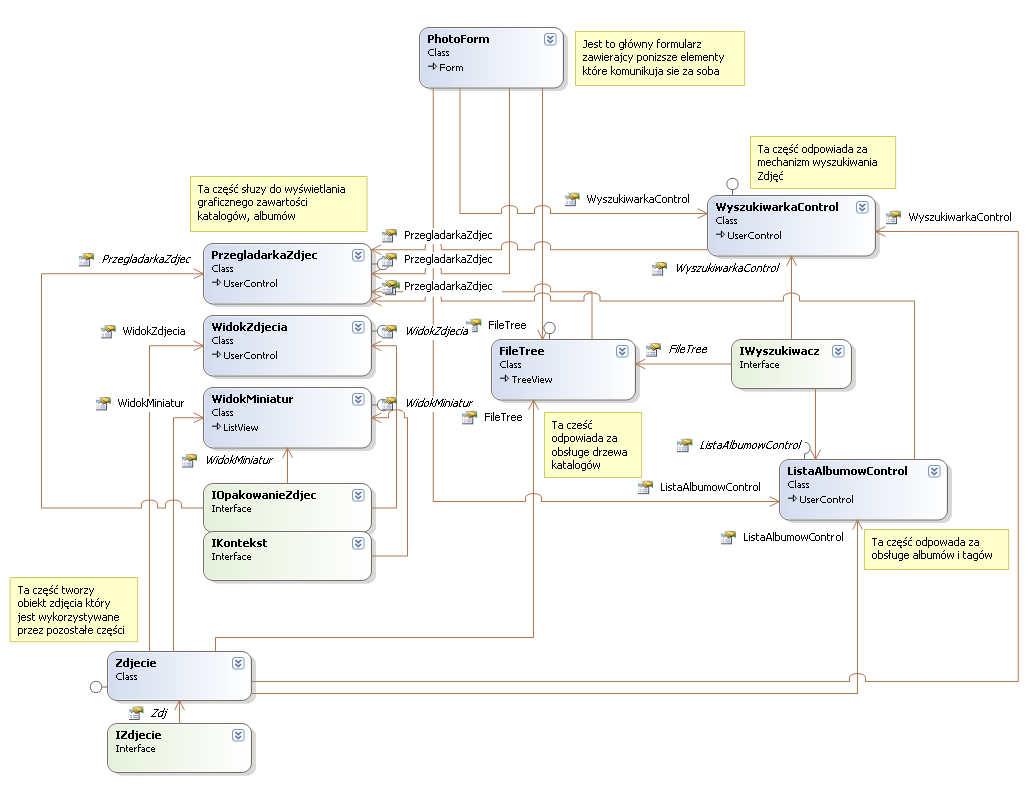 PhotoForm
Class
Form
Jest to główny formularz
zawierajcy ponizsze elementy
które komunikuja sie za soba
Ta część odpowiada za
mechanizm wyszukiwania
Zdjęć
Ta część słuzy do wyświetlania
graficznego zawartości
katalogów, albumów
WyszukiwarkaControl
WyszukiwarkaControl
Class
UserControl
WyszukiwarkaControl
PrzegladarkaZdjec
PrzegladarkaZdjec
PrzegladarkaZdjec
Class
UserControl
PrzegladarkaZdjec
PrzegladarkaZdjec
WyszukiwarkaControl
WidokZdjecia
WidokZdjecia
Class
UserControl
WidokZdjecia
FileTree
FileTree
Class
TreeView
FileTree
IWyszukiwacz
Interface
WidokMiniatur
WidokMiniatur
Class
ListView
WidokMiniatur
FileTree
Ta cześć
odpowiada za
obsługe drzewa
katalogów
WidokMiniatur
ListaAlbumowControl
ListaAlbumowControl
Class
UserControl
ListaAlbumowControl
IOpakowanieZdjec
Interface
IKontekst
Interface
ListaAlbumowControl
Ta część odpowada za
obsługe albumów i tagów
Ta część tworzy
obiekt zdjęcia który
jest wykorzystywane
przez pozostałe części
Zdjecie
Class
Zdj
IZdjecie
Interface